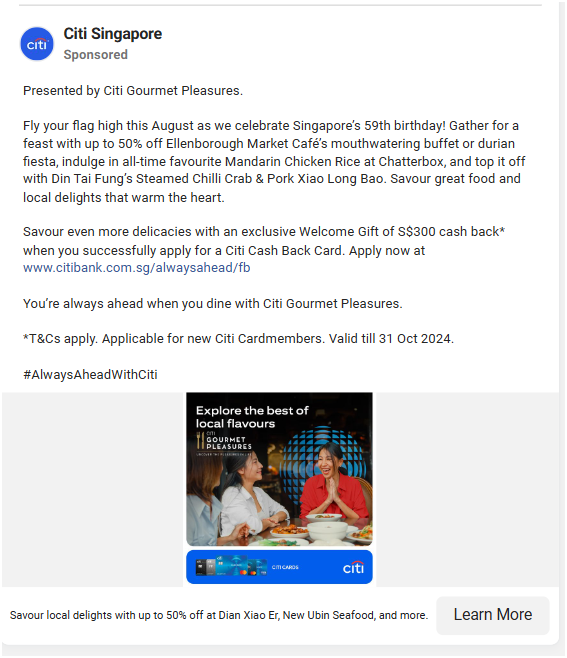 Citi Singapore
citi
Sponsored
Presented by Citi Gourmet Pleasures.
Fly your flag high this August as we celebrate Singapore’s 59th birthday! Gather for a
feast with up to 50% off Ellenborough Market Café’s mouthwatering buffet or durian
fiesta, indulge in all-time favourite Mandarin Chicken Rice at Chatterbox, and top it off
with Din Tai Fung’s Steamed Chilli Crab & Pork Xiao Long Bao. Savour great food and
local delights that warm the heart.
Savour even more delicacies with an exclusive Welcome Gift of S$300 cash back*
when you successfully apply for a Citi Cash Back Card. Apply now at
www.citibank.com.sg/alwaysahead/fb
You’re always ahead when you dine with Citi Gourmet Pleasures.
*T&Cs apply. Applicable for new Citi Cardmembers. Valid till 31 Oct 2024.
#AlwaysAheadWithCiti
Explore the best of
local flavours
CITI
GOURMET
PLEASURES
CITI CARDS
citi
Savour local delights with up to 50% off at Dian Xiao Er, New Ubin Seafood, and more.
Learn More